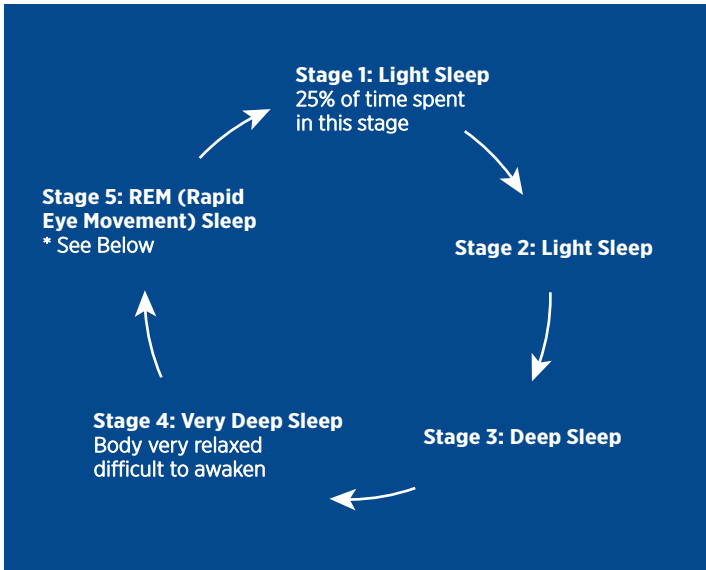 Stage 1: Light Sleep
25% of time spent
in this stage
Stage 2: Light Sleep
Stage 3: Deep Sleep
Stage 4: Very Deep Sleep
Body very relaxed
difficult to awaken
Stage 5: REM (Rapid
Eye Movement) Sleep
* See Below